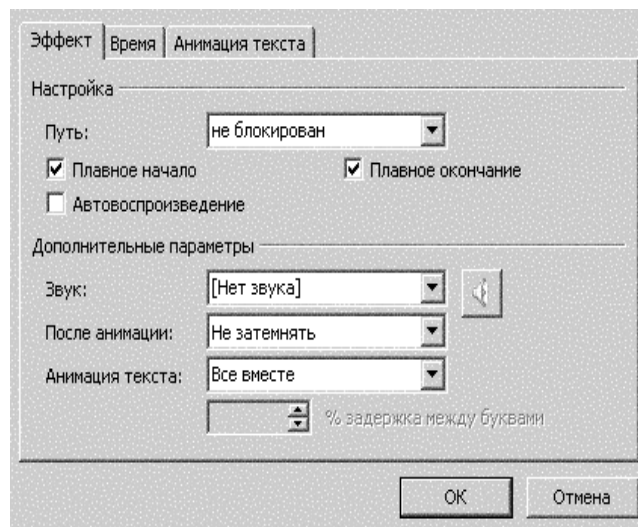 Эффект Время Анимация текста
Настройка
Путь: не блокирован
Плавное начало Плавное окончание
Автовоспроизведение
Дополнительные параметры
Звук: [Нет звука]
После анимации: Не затемнять
Анимация текста: Все вместе
% задержка между буквами
ОК Отмена